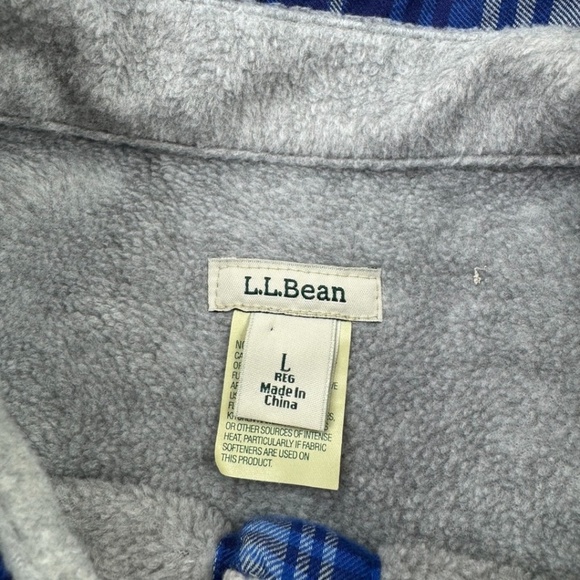 L.L.Bean
L
REG
Made In
China
OR OTHER SOURCES OF INTENSE
HEAT, PARTICULARLY IF FABRIC
SOFTENERS ARE USED ON
THIS PRODUCT.